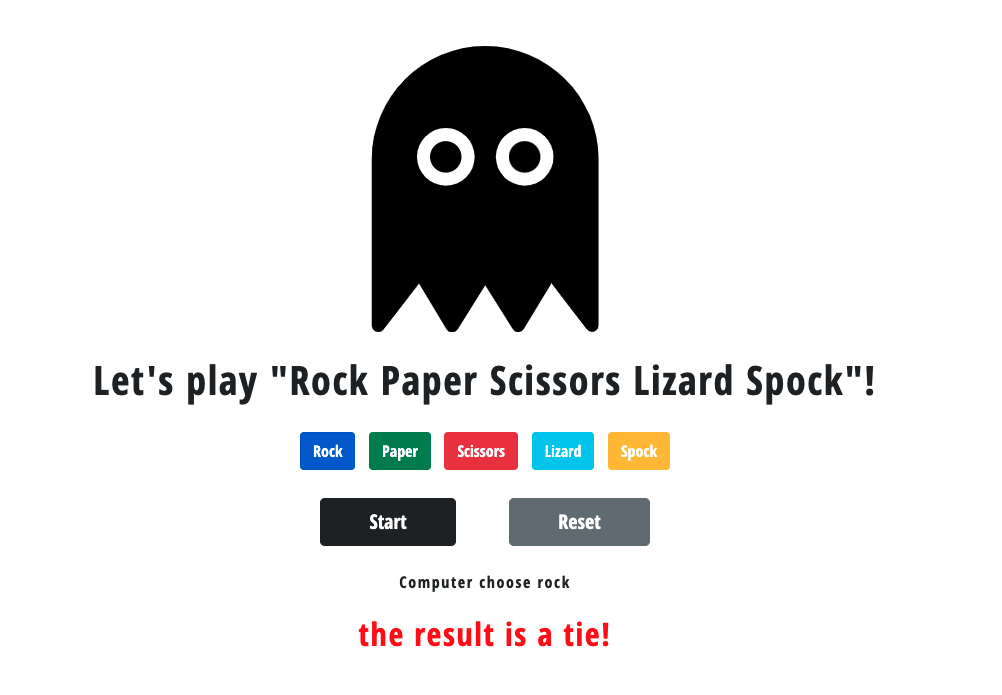 Let's play "Rock Paper Scissors Lizard Spock"!
Rock Paper Scissors Lizard Spock
Start Reset
Computer choose rock
the result is a tie!